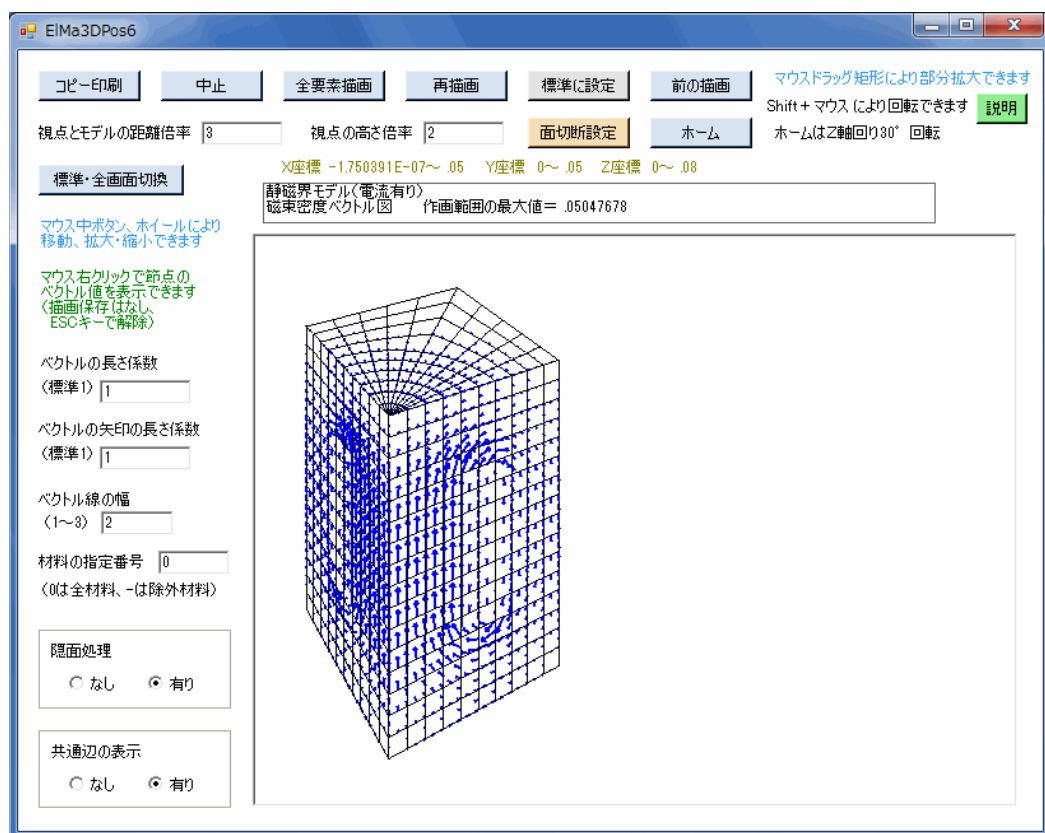 ElMa3DPos6
コピー印刷 中止 全要素描画 再描画 標準に設定 前の描画 マウスドラッグ矩形により部分拡大できます
Shift+マウスにより回転できます 説明
視点とモデルの距離倍率 3 視点の高さ倍率 2 面切断設定 ホーム ホームはZ軸回り30° 回転
標準・全画面切換
X座標 -1.750391E-07~ .05 Y座標 0~ .05 Z座標 0~ .08
静磁界モデル(電流有り)
磁束密度ベクトル図 作画範囲の最大値= .05047678
マウス中ボタン、ホイールにより
移動、拡大・縮小できます
マウス右クリックで節点の
ベクトル値を表示できます
(描画保存はなし、
ESCキーで解除)
ベクトルの長さ係数
(標準1) 1
ベクトルの矢印の長さ係数
(標準1) 1
ベクトル線の幅
(1~3) 2
材料の指定番号 0
(0は全材料、-は除外材料)
隠面処理
なし 有り
共通辺の表示
なし 有り